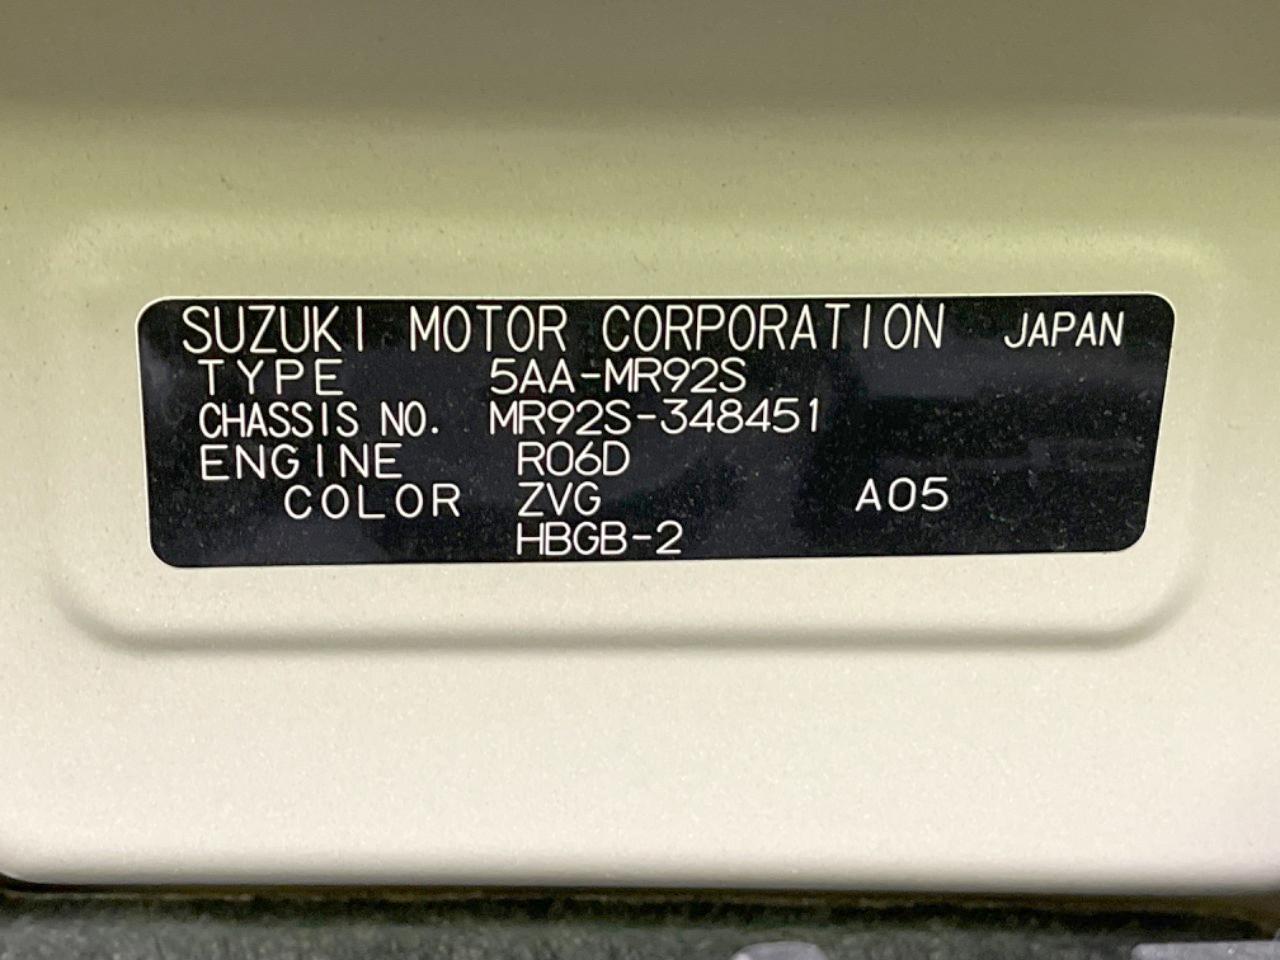 SUZUKI MOTOR CORPORATION JAPAN
TYPE 5AA-MR92S
CHASSIS NO. MR92S-348451
ENGINE R06D
COLOR ZVG A05
HBGB-2